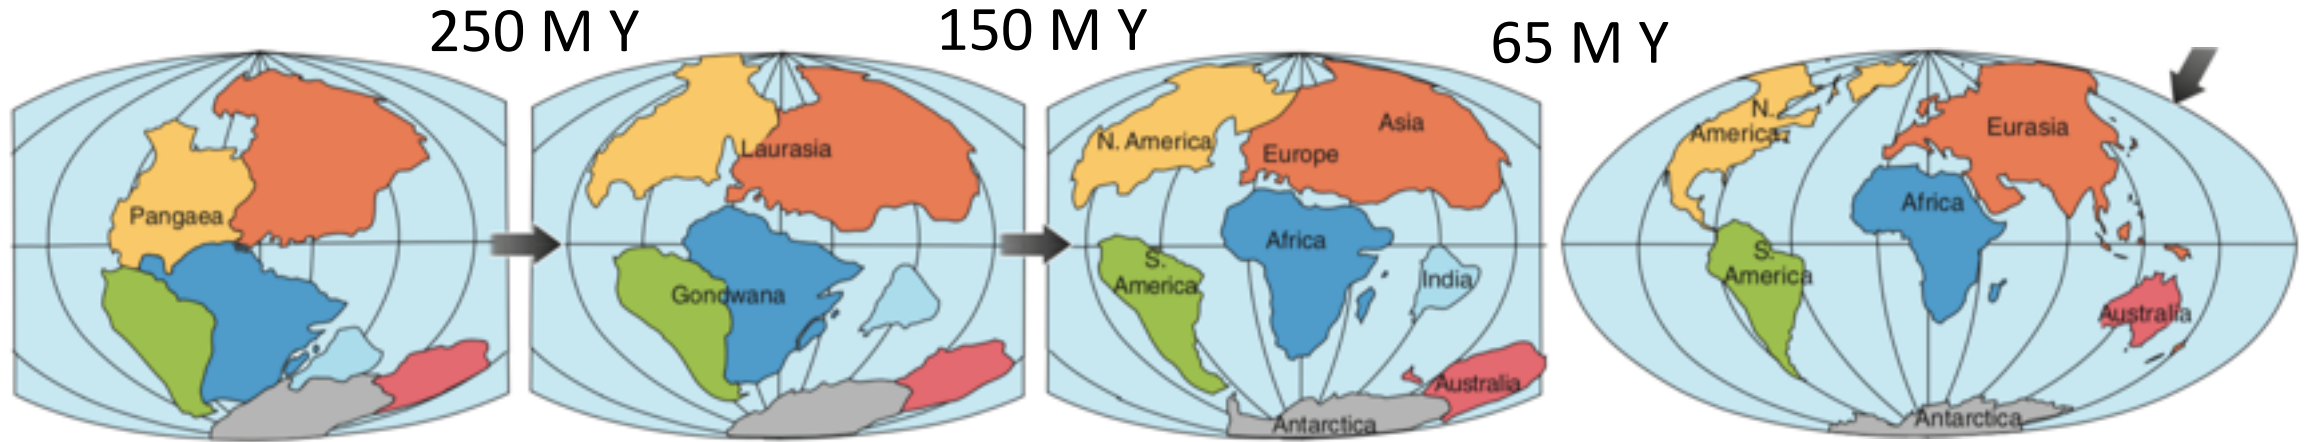 250 M Y
150 M Y
65 M Y
Pangaea
Laurasia
Gondwana
N. America
Europe
Asia
Africa
S.
America
India
Australia
Antarctica
N.
America
Eurasia
Africa
S.
America
Australia
Antarctica